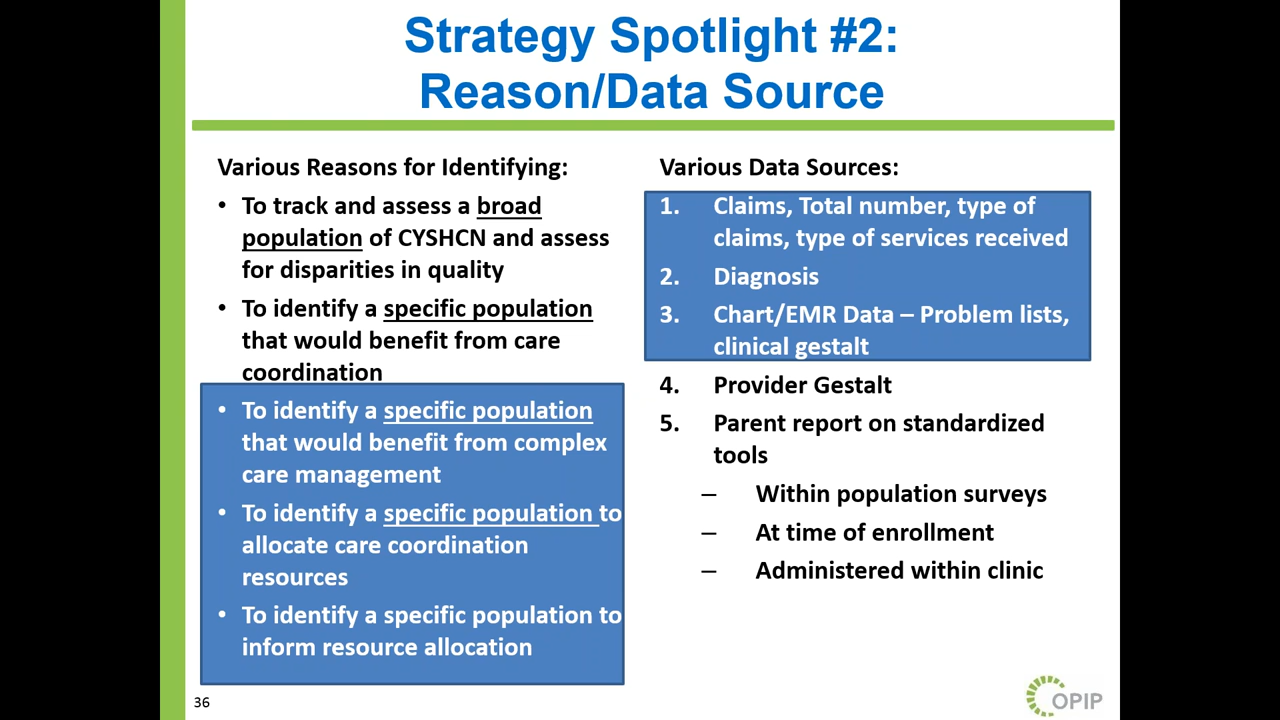 Strategy Spotlight #2:
Reason/Data Source
Various Reasons for Identifying:
• To track and assess a broad
population of CYSHCN and assess
for disparities in quality
• To identify a specific population
that would benefit from care
coordination
• To identify a specific population
that would benefit from complex
care management
• To identify a specific population to
allocate care coordination
resources
• To identify a specific population to
inform resource allocation
Various Data Sources:
1. Claims, Total number, type of
claims, type of services received
2. Diagnosis
3. Chart/EMR Data – Problem lists,
clinical gestalt
4. Provider Gestalt
5. Parent report on standardized
tools
– Within population surveys
– At time of enrollment
– Administered within clinic
36
OPIP